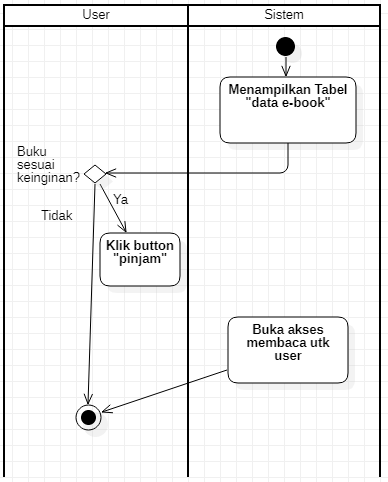 User
Sistem
Menampilkan Tabel
"data e-book"
Buku
sesuai
keinginan?
Ya
Tidak
Klik button
"pinjam"
Buka akses
membaca utk
user